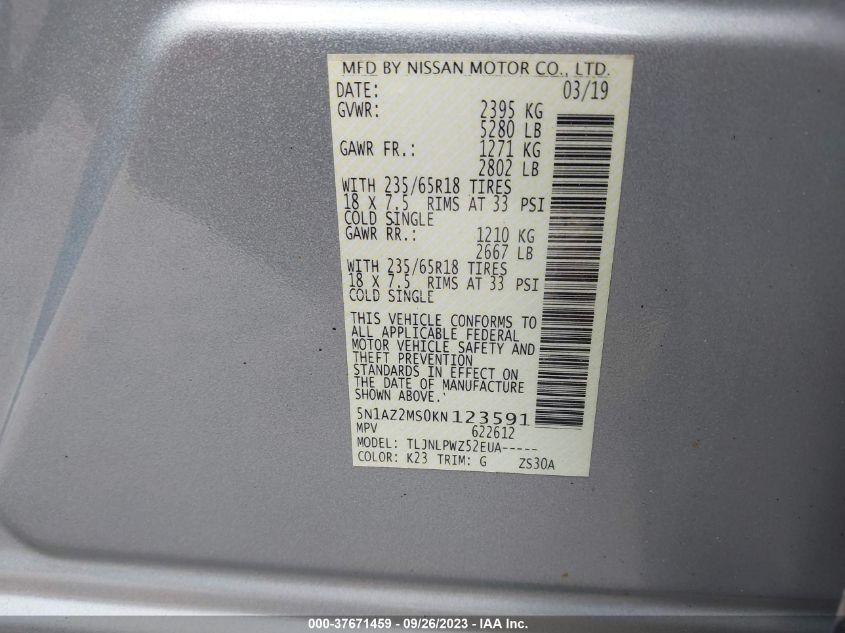 MFD BY NISSAN MOTOR CO., LTD.
DATE: 03/19
GVWR: 2395 KG
5280 LB
GAWR FR.: 1271 KG
2802 LB
WITH 235/65R18 TIRES
18 X 7.5 RIMS AT 33 PSI
COLD SINGLE
GAWR RR.: 1210 KG
2667 LB
WITH 235/65R18 TIRES
18 X 7.5 RIMS AT 33 PSI
COLD SINGLE
THIS VEHICLE CONFORMS TO
ALL APPLICABLE FEDERAL
MOTOR VEHICLE SAFETY AND
THEFT PREVENTION
STANDARDS IN EFFECT ON
THE DATE OF MANUFACTURE
SHOWN ABOVE.
5N1AZ2MS0KN123591
MPV 622612
MODEL: TLJNLPWZ52EUA-----
COLOR: K23 TRIM: G ZS30A
000-37671459 - 09/26/2023 - IAA Inc.